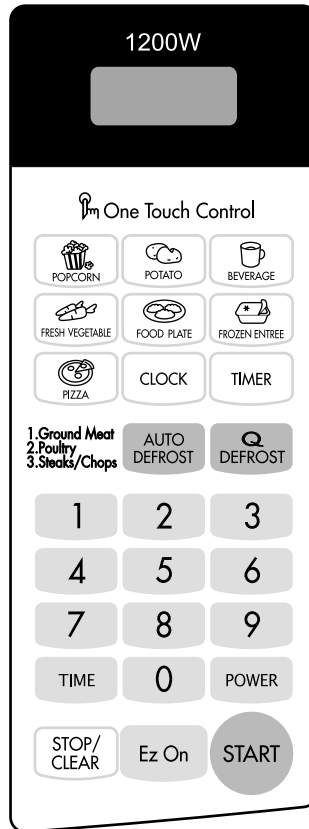 1200W
One Touch Control
POPCORN
POTATO
BEVERAGE
FRESH VEGETABLE
FOOD PLATE
FROZEN ENTREE
PIZZA
CLOCK
TIMER
1.Ground Meat
2.Poultry
3.Steaks/Chops
AUTO
DEFROST
Q
DEFROST
1
2
3
4
5
6
7
8
9
TIME
0
POWER
STOP/
CLEAR
Ez On
START